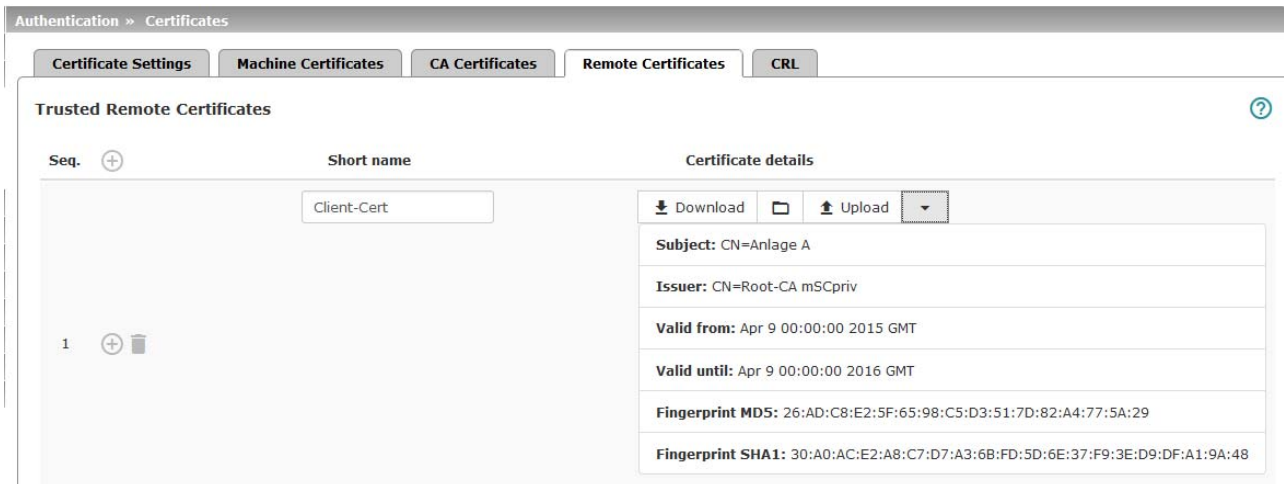 Authentication » Certificates
Certificate Settings Machine Certificates CA Certificates Remote Certificates CRL
Trusted Remote Certificates
Seq. Short name Certificate details
Client-Cert Download Upload
Subject: CN=Anlage A
Issuer: CN=Root-CA mSCpriv
Valid from: Apr 9 00:00:00 2015 GMT
1
Valid until: Apr 9 00:00:00 2016 GMT
Fingerprint MD5: 26:AD:C8:E2:5F:65:98:C5:D3:51:7D:82:A4:77:5A:29
Fingerprint SHA1: 30:A0:AC:E2:A8:C7:D7:A3:6B:FD:5D:6E:37:F9:3E:D9:DF:A1:9A:48